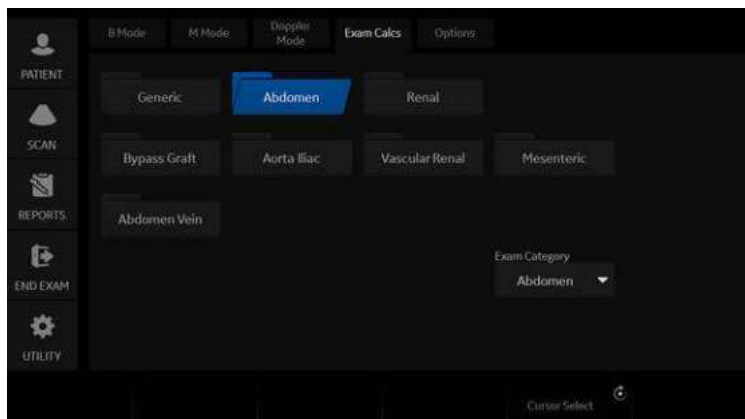 B Mode
M Mode
Doppler
Mode
Exam Calcs
Options
PATIENT
SCAN
REPORTS
END EXAM
UTILITY
Generic
Abdomen
Renal
Bypass Graft
Aorta Iliac
Vascular Renal
Mesenteric
Abdomen Vein
Exam Category
Abdomen
Cursor Select